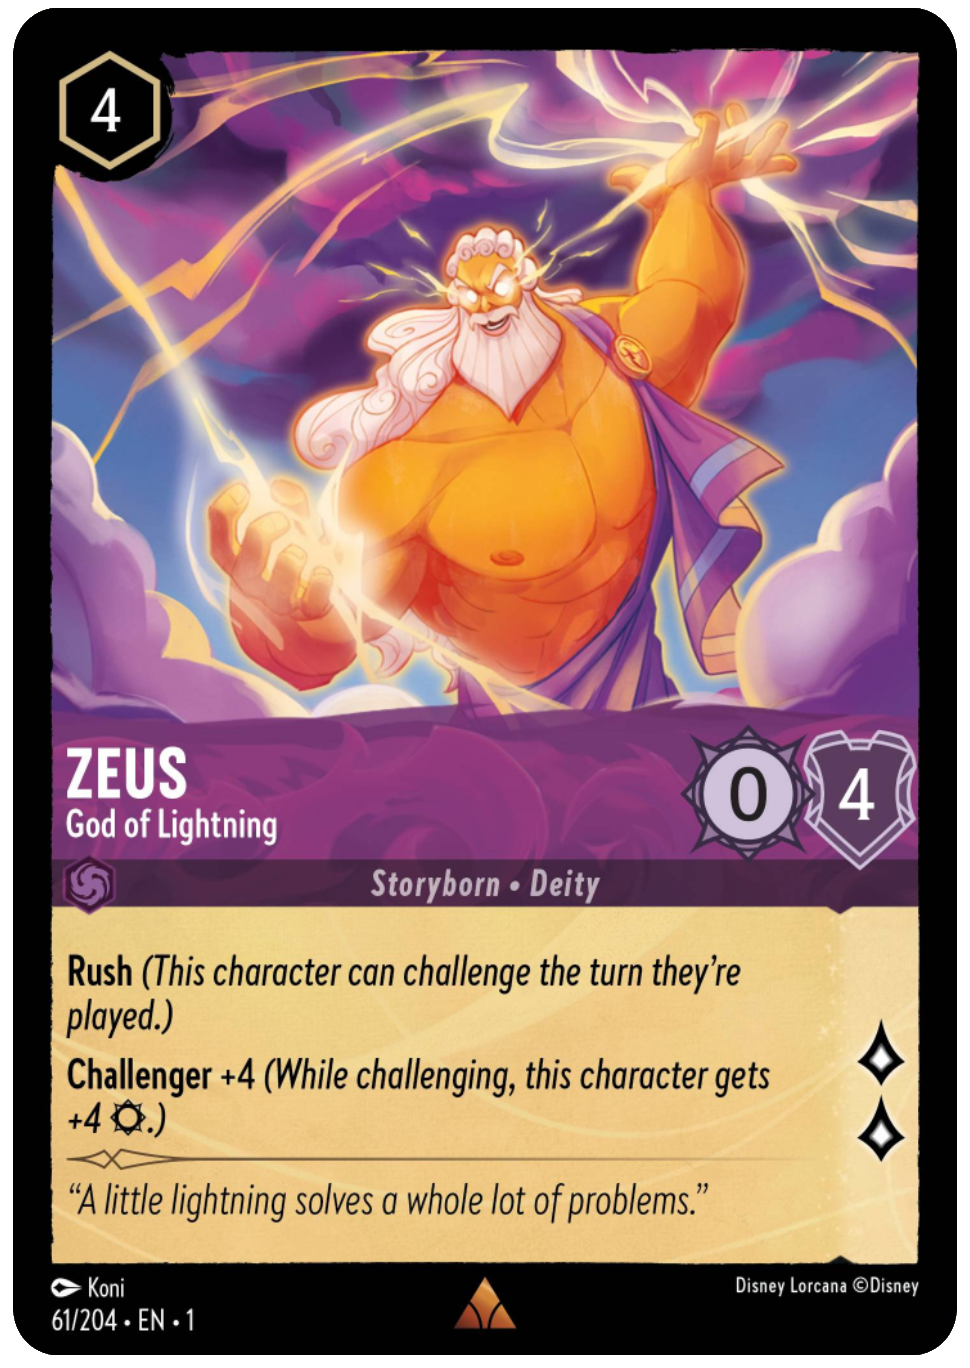 4
ZEUS
God of Lightning
0
4
Storyborn • Deity
Rush (This character can challenge the turn they’re
played.)
Challenger +4 (While challenging, this character gets
+4 .)
“A little lightning solves a whole lot of problems.”
Koni
Disney Lorcana ©Disney
61/204 • EN • 1